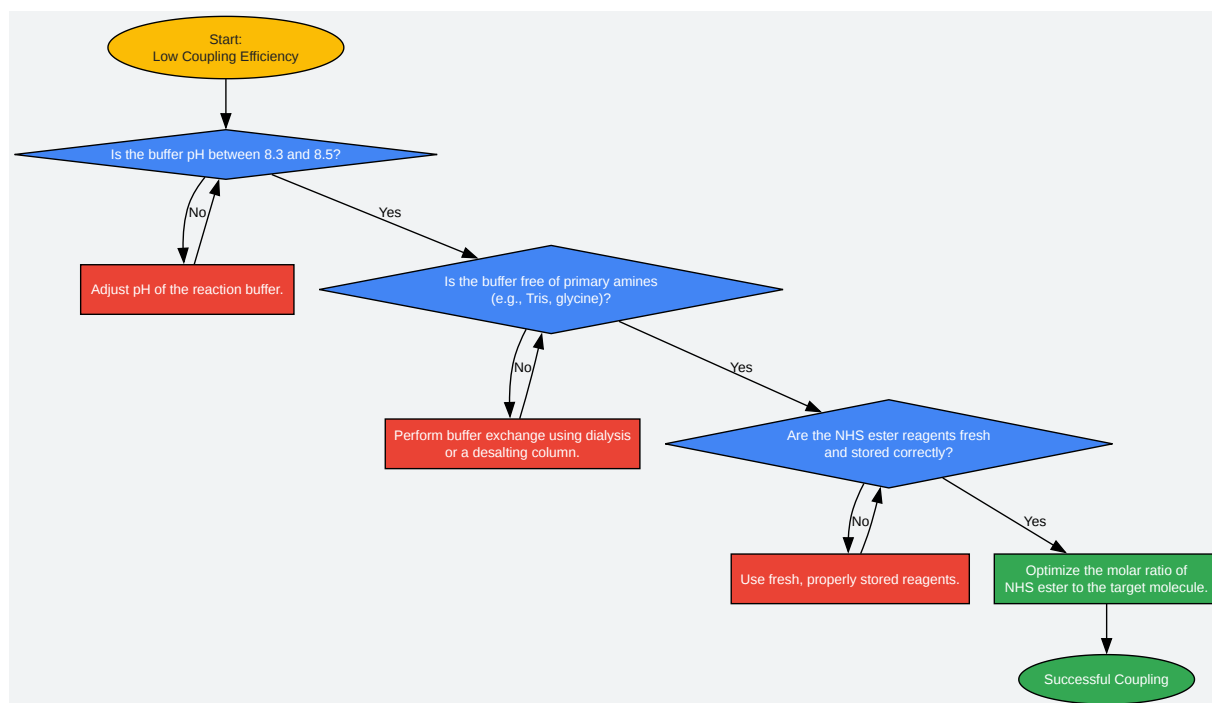 Start:
Low Coupling Efficiency
Is the buffer pH between 8.3 and 8.5?
No
Yes
Adjust pH of the reaction buffer.
Is the buffer free of primary amines
(e.g., Tris, glycine)?
No
Yes
Perform buffer exchange using dialysis
or a desalting column.
Are the NHS ester reagents fresh
and stored correctly?
No
Yes
Use fresh, properly stored reagents.
Optimize the molar ratio of
NHS ester to the target molecule.
Successful Coupling